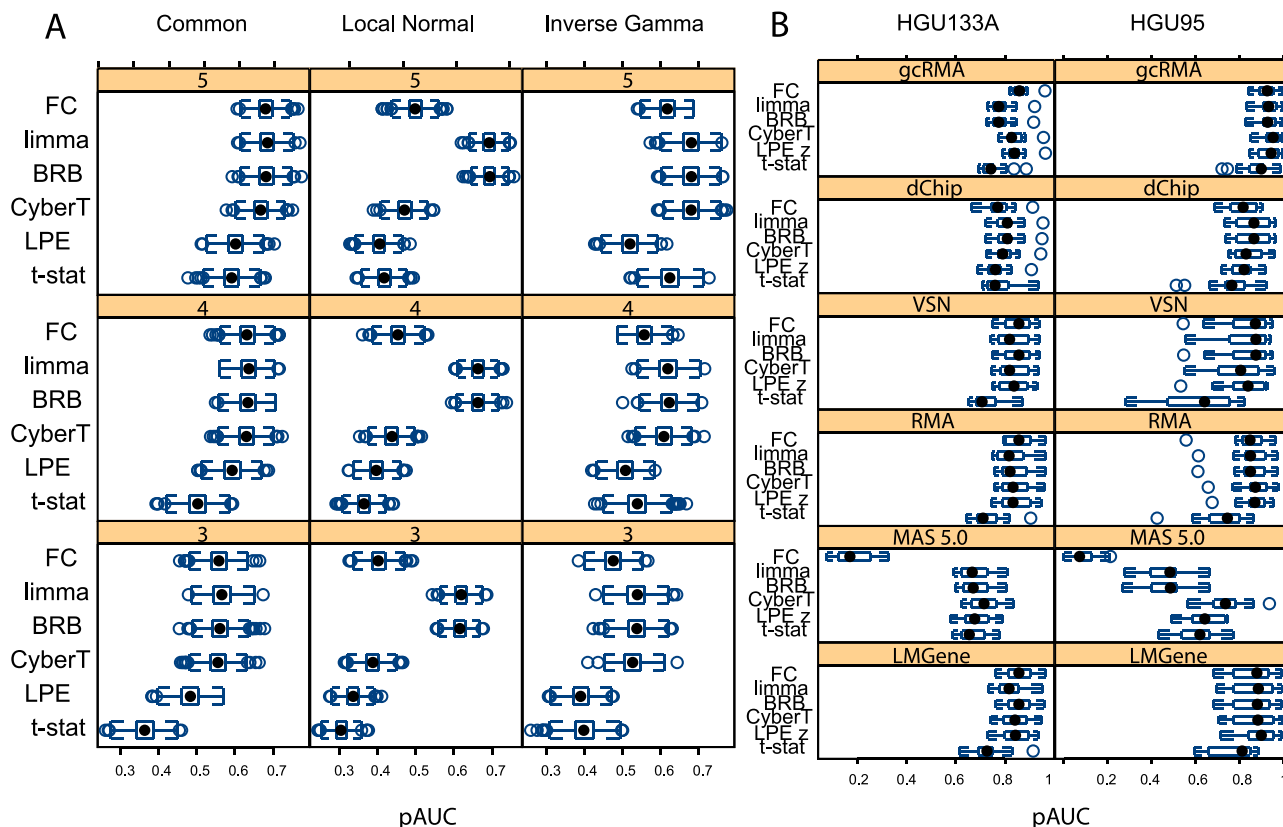 A
Common Local Normal Inverse Gamma
5 5 5
FC
limma
BRB
CyberT
LPE
t-stat
4 4 4
FC
limma
BRB
CyberT
LPE
t-stat
3 3 3
FC
limma
BRB
CyberT
LPE
t-stat
0.3 0.4 0.5 0.6 0.7 0.3 0.4 0.5 0.6 0.7 0.3 0.4 0.5 0.6 0.7
pAUC
B
HGU133A HGU95
gcRMA gcRMA
FC
limma
BRB
CyberT
LPE z
t-stat
dChip dChip
FC
limma
BRB
CyberT
LPE z
t-stat
VSN VSN
FC
limma
BRB
CyberT
LPE z
t-stat
RMA RMA
FC
limma
BRB
CyberT
LPE z
t-stat
MAS 5.0 MAS 5.0
FC
limma
BRB
CyberT
LPE z
t-stat
LMGene LMGene
FC
limma
BRB
CyberT
LPE z
t-stat
0.2 0.4 0.6 0.8 1 0.2 0.4 0.6 0.8 1
pAUC